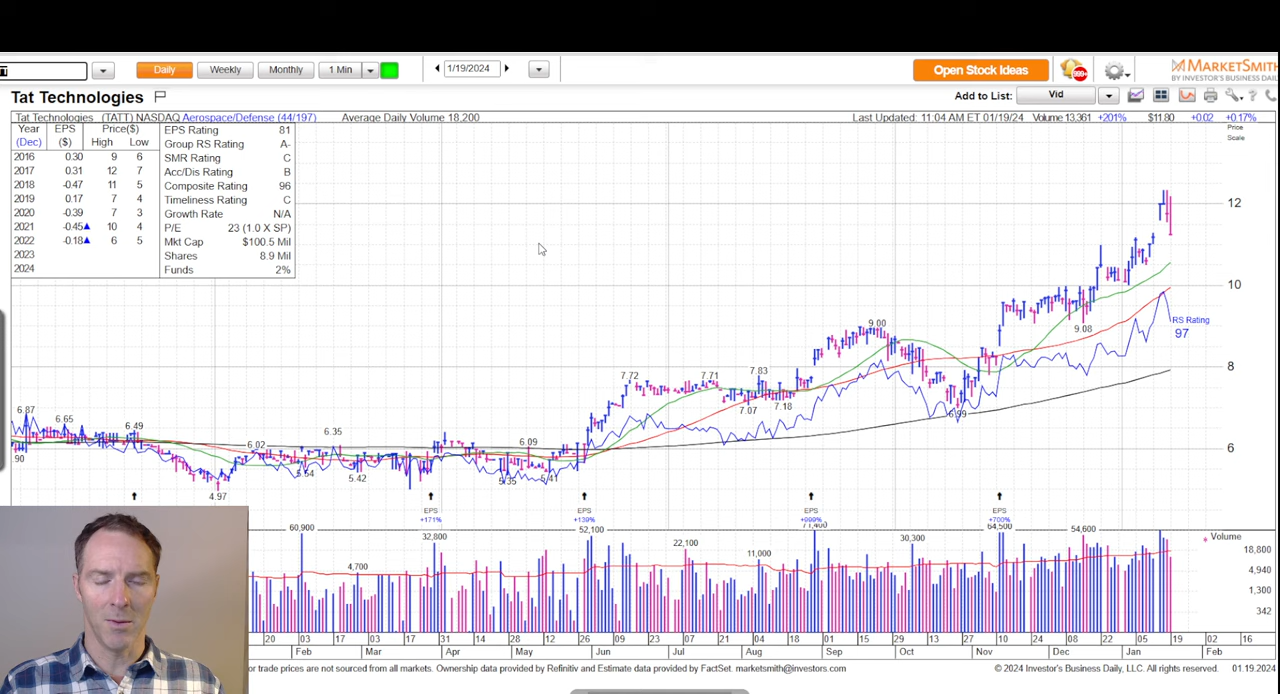 Daily Weekly Monthly 1 Min 1/19/2024 Open Stock Ideas 999+ MARKETSMITH
BY INVESTOR'S BUSINESS DAILY
Tat Technologies Add to List: Vid
Tat Technologies (TATT) NASDAQ Aerospace/Defense (44/197) Average Daily Volume 18,200 Last Updated: 11:04 AM ET 01/19/24 Volume 13,361 +201% $11.80 +0.02 +0.17%
Price
Scale
Year EPS Price($)
(Dec) ($) High Low
2016 0.30 9 6
2017 0.31 12 7
2018 -0.47 11 5
2019 0.17 7 4
2020 -0.39 7 3
2021 -0.45 10 4
2022 -0.18 6 5
2023
2024
EPS Rating 81
Group RS Rating A-
SMR Rating C
Acc/Dis Rating B
Composite Rating 96
Timeliness Rating C
Growth Rate N/A
P/E 23 (1.0 X SP)
Mkt Cap $100.5 Mil
Shares 8.9 Mil
Funds 2%
12
10
RS Rating
97
9.00
9.08
8
7.72 7.71 7.83
7.07 7.18
6.99
6.87 6.65 6.49 6.02 6.35 6.09
6
.90 5.54 5.42 5.35 5.41
4.97
EPS EPS EPS EPS
+171% +139% +999% +700%
60,900 32,800 52,100 22,100 11,000 71,400 30,300 64,500 54,600
4,700
Volume
18,800
4,940
1,300
342
20 03 17 03 17 31 14 28 12 26 09 23 07 21 04 18 01 15 29 13 27 10 24 08 22 05 19 02 16
Feb Mar Apr May Jun Jul Aug Sep Oct Nov Dec Jan Feb
or trade prices are not sourced from all markets. Ownership data provided by Refinitiv and Estimate data provided by FactSet. marketsmith@investors.com © 2024 Investor's Business Daily, LLC. All rights reserved. 01.19.2024